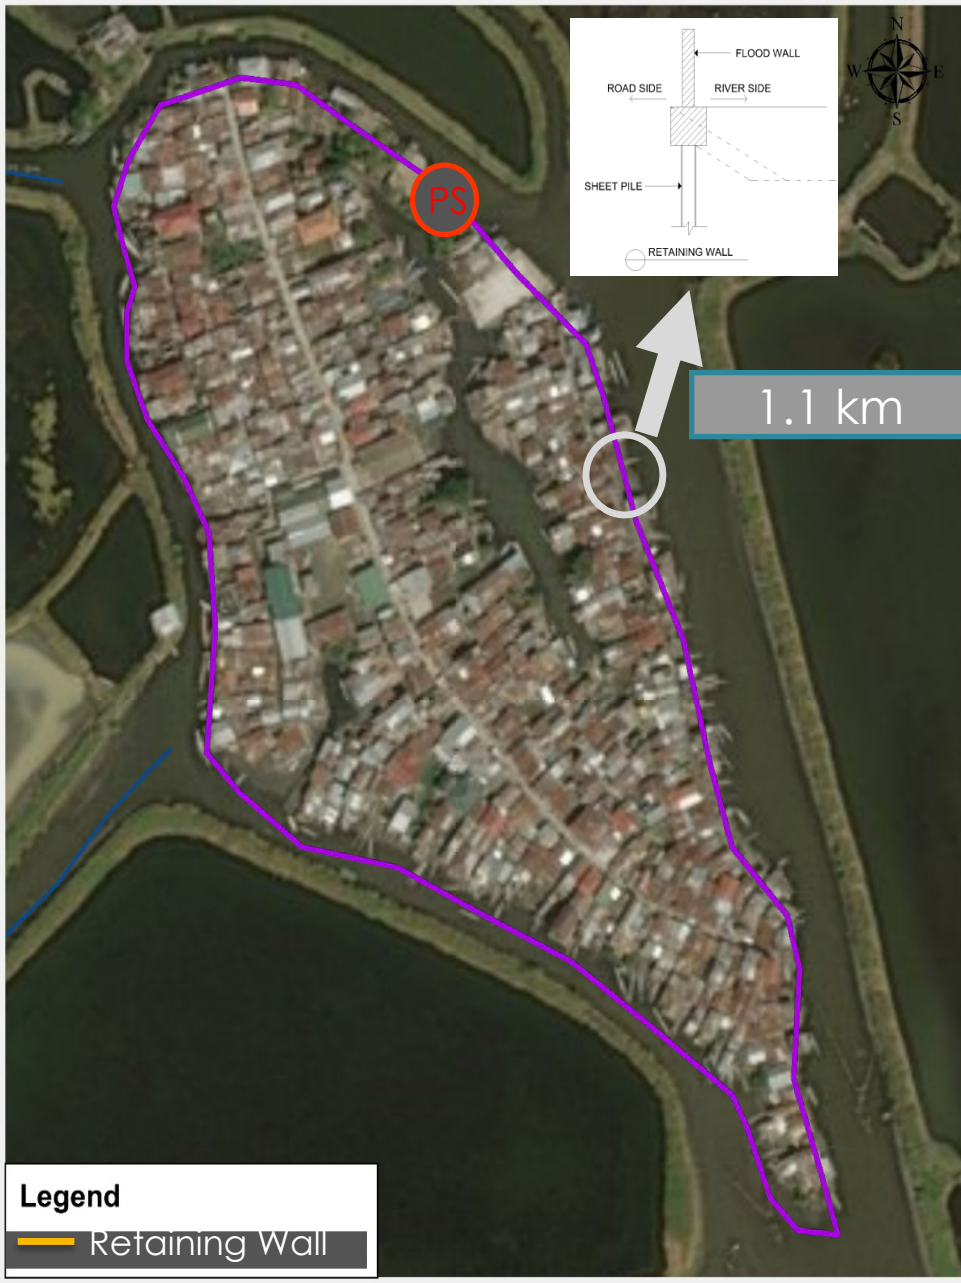 N
W E
S
FLOOD WALL
ROAD SIDE RIVER SIDE
SHEET PILE
RETAINING WALL
PS
1.1 km
Legend
Retaining Wall